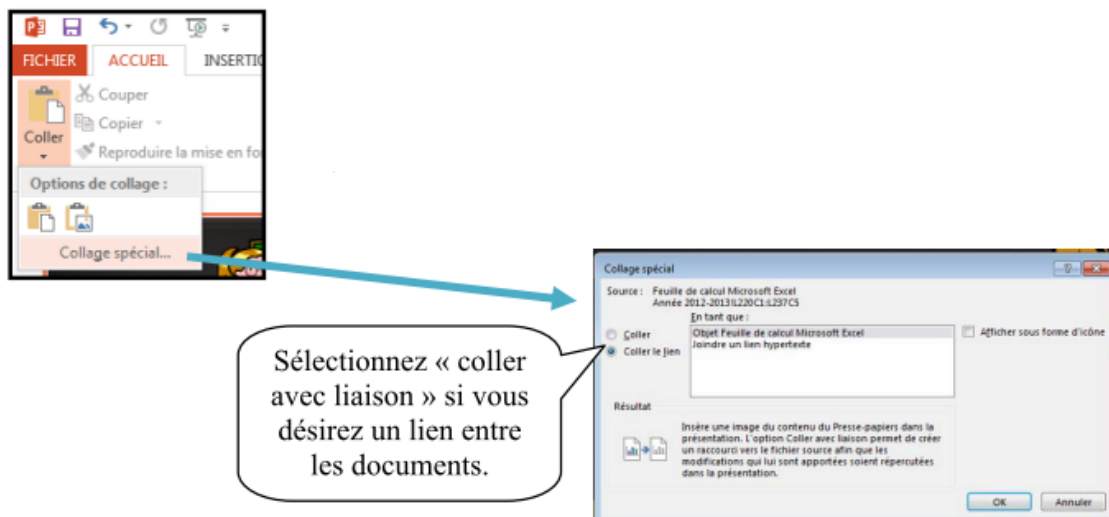 FICHIER ACCUEIL INSERTIO
Coller
Couper
Copier
Reproduire la mise en fo
Options de collage :
Collage spécial...
Collage spécial
Source : Feuille de calcul Microsoft Excel
Année 2012-2013!L220C1:L237C5
En tant que :
Coller
Coller le lien
Objet Feuille de calcul Microsoft Excel
Joindre un lien hypertexte
Afficher sous forme d'icône
Sélectionnez « coller
avec liaison » si vous
désirez un lien entre
les documents.
Résultat
Insère une image du contenu du Presse-papiers dans la
présentation. L'option Coller avec liaison permet de créer
un raccourci vers le fichier source afin que les
modifications qui lui sont apportées soient répercutées
dans la présentation.
OK Annuler